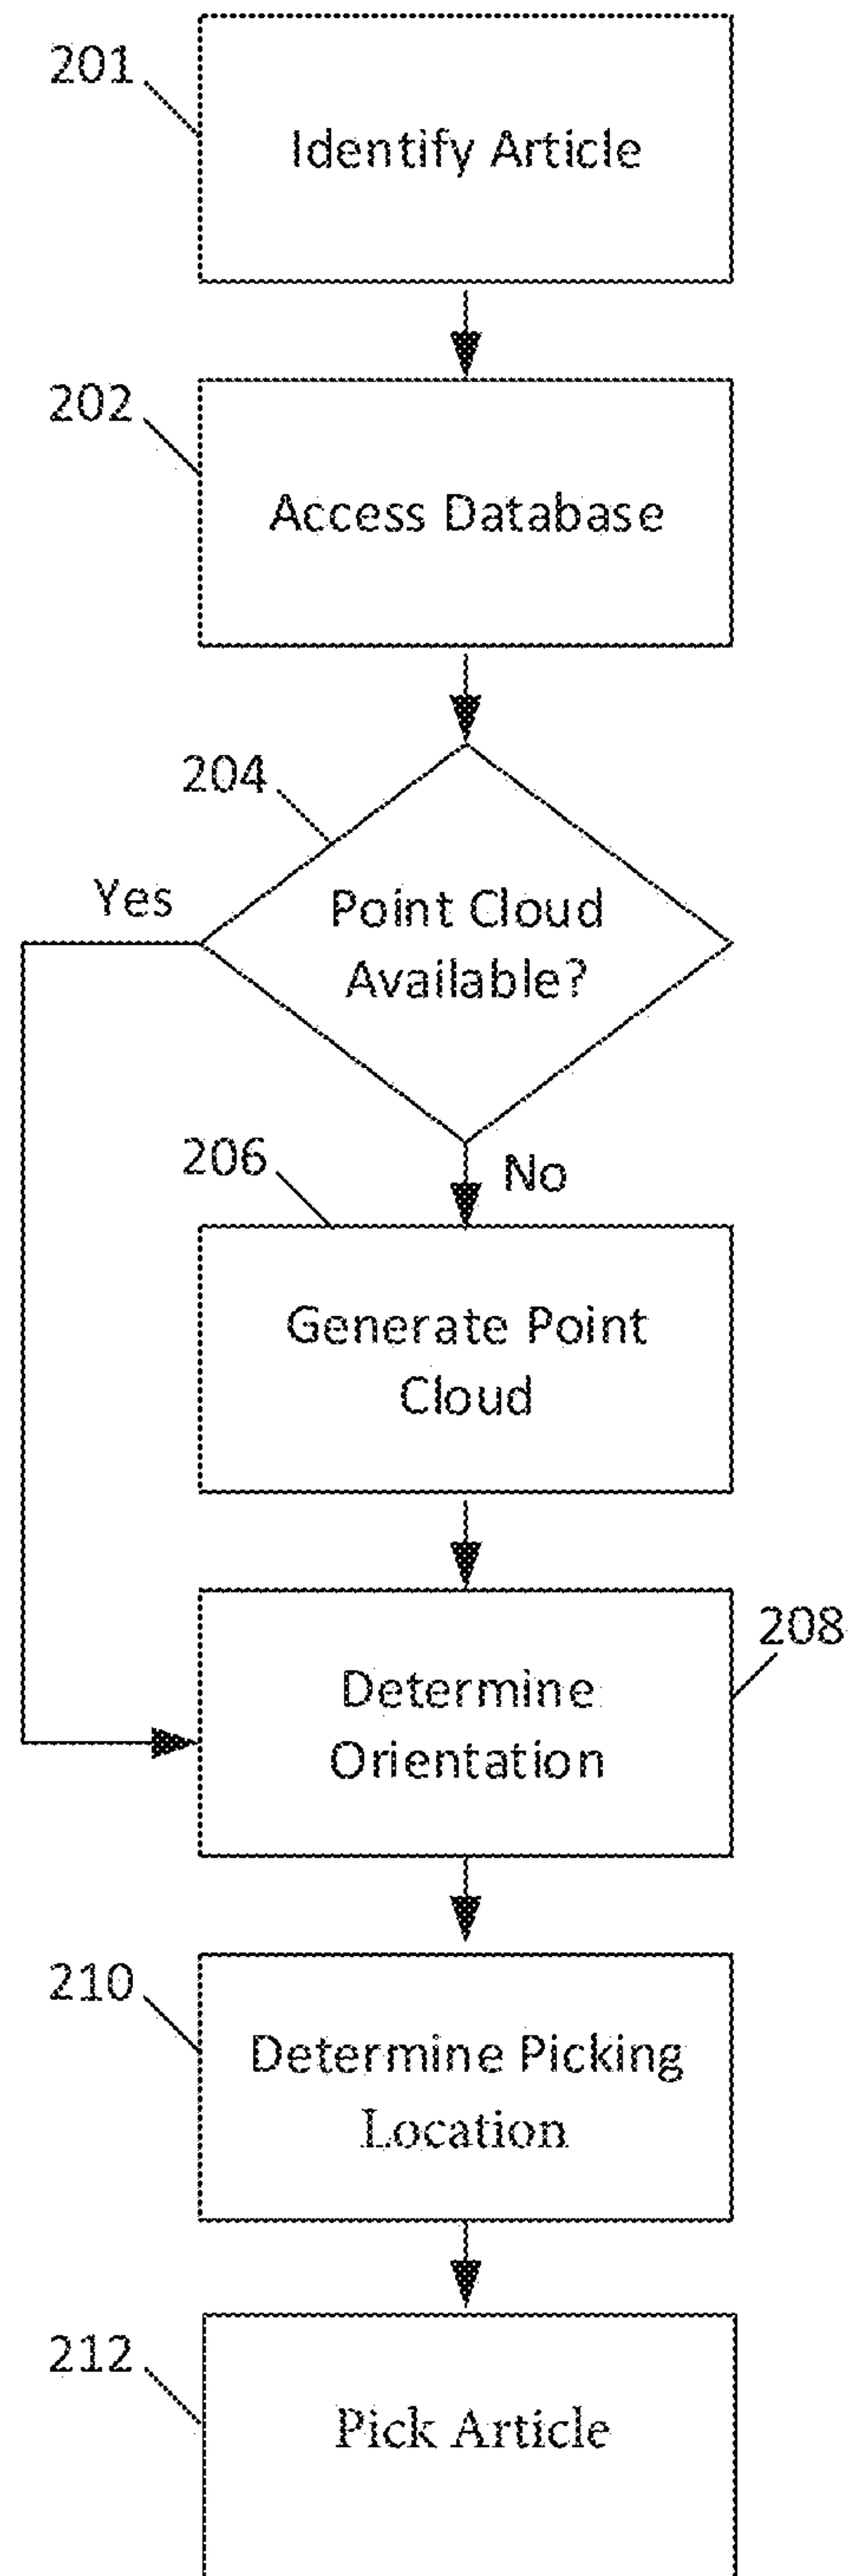 201
Identify Article
202
Access Database
204
Yes
Point Cloud
Available?
206
No
Generate Point
Cloud
208
Determine
Orientation
210
Determine Picking
Location
212
Pick Article